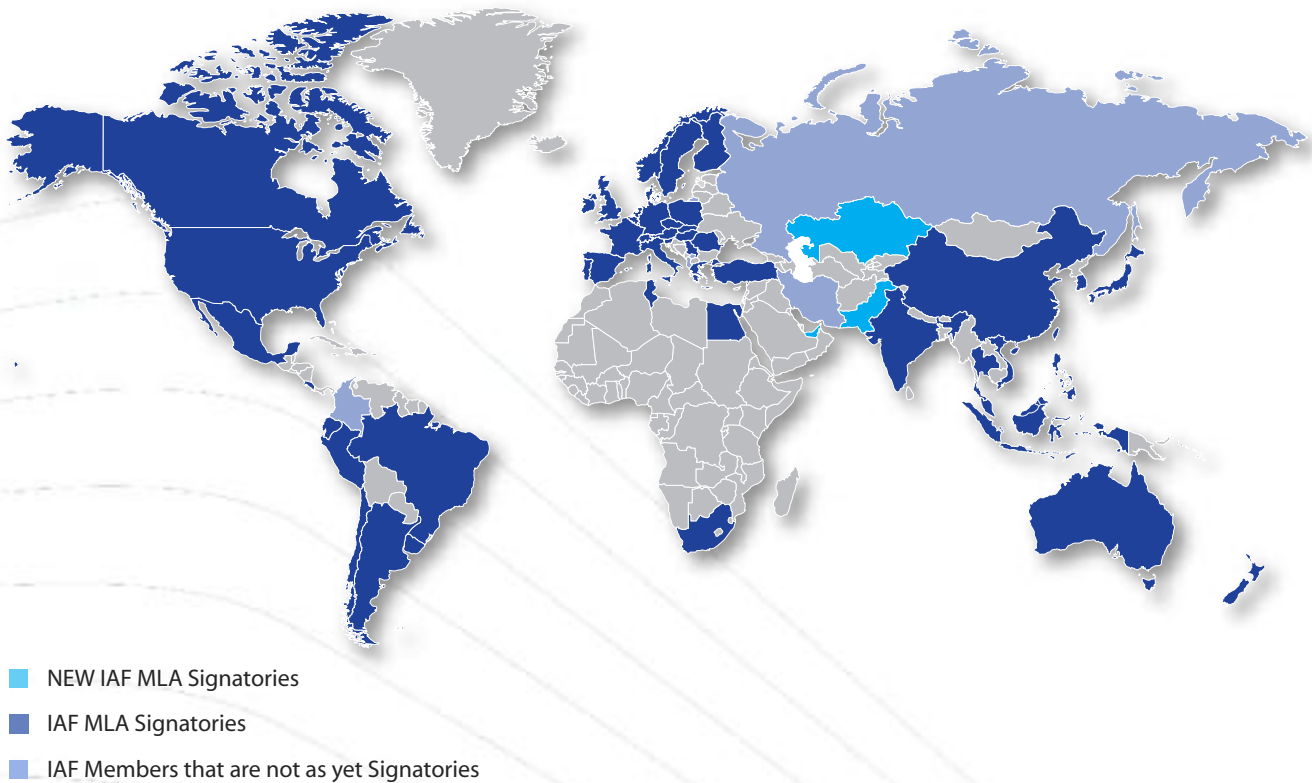 NEW IAF MLA Signatories
IAF MLA Signatories
IAF Members that are not as yet Signatories